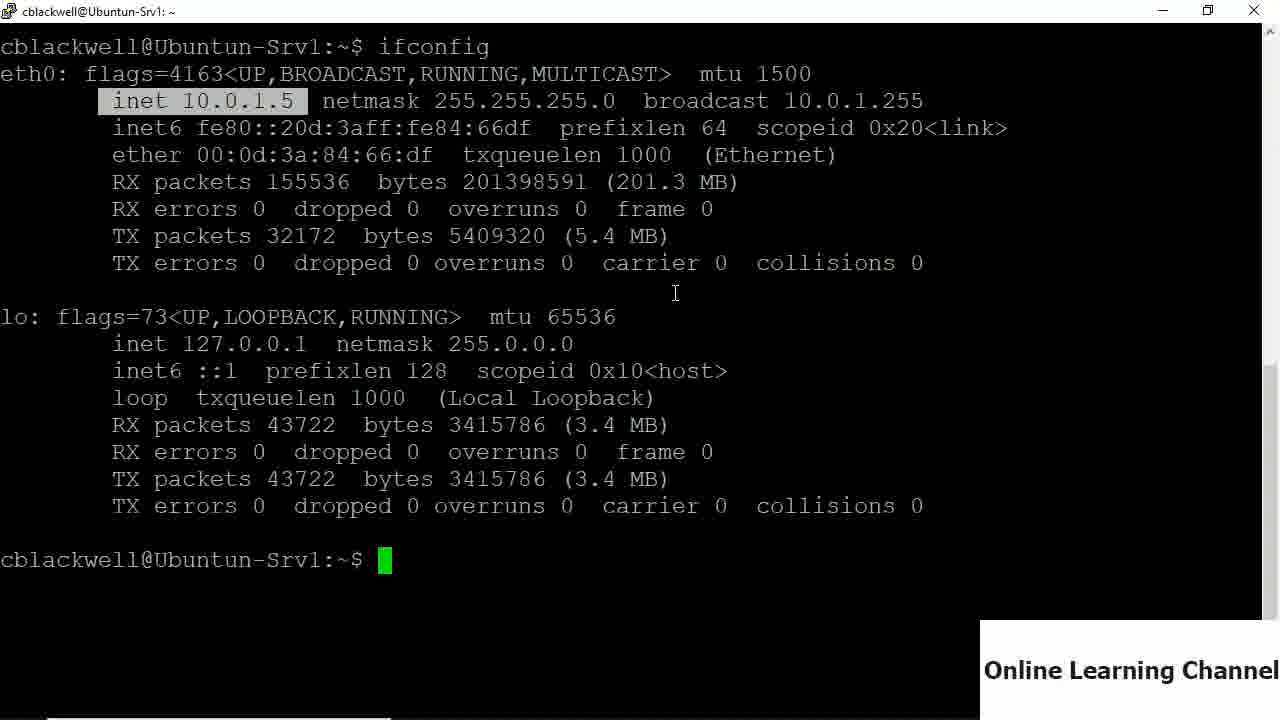 cblackwell@Ubuntun-Srv1: ~
cblackwell@Ubuntun-Srv1:~$ ifconfig
eth0: flags=4163<UP,BROADCAST,RUNNING,MULTICAST>  mtu 1500
inet 10.0.1.5  netmask 255.255.255.0  broadcast 10.0.1.255
inet6 fe80::20d:3aff:fe84:66df  prefixlen 64  scopeid 0x20<link>
ether 00:0d:3a:84:66:df  txqueuelen 1000  (Ethernet)
RX packets 155536  bytes 201398591 (201.3 MB)
RX errors 0  dropped 0  overruns 0  frame 0
TX packets 32172  bytes 5409320 (5.4 MB)
TX errors 0  dropped 0 overruns 0  carrier 0  collisions 0
lo: flags=73<UP,LOOPBACK,RUNNING>  mtu 65536
inet 127.0.0.1  netmask 255.0.0.0
inet6 ::1  prefixlen 128  scopeid 0x10<host>
loop  txqueuelen 1000  (Local Loopback)
RX packets 43722  bytes 3415786 (3.4 MB)
RX errors 0  dropped 0  overruns 0  frame 0
TX packets 43722  bytes 3415786 (3.4 MB)
TX errors 0  dropped 0 overruns 0  carrier 0  collisions 0
cblackwell@Ubuntun-Srv1:~$
Online Learning Channel